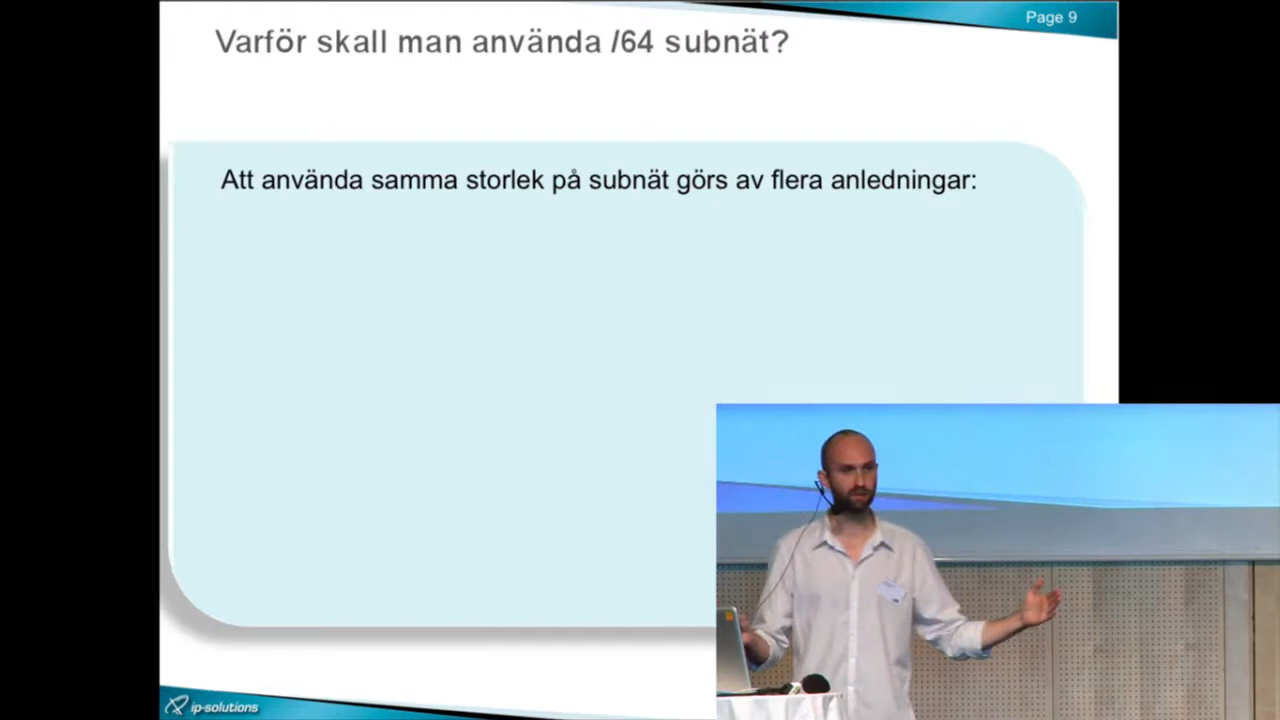 Page 9
Varför skall man använda /64 subnät?
Att använda samma storlek på subnät görs av flera anledningar:
ip-solutions